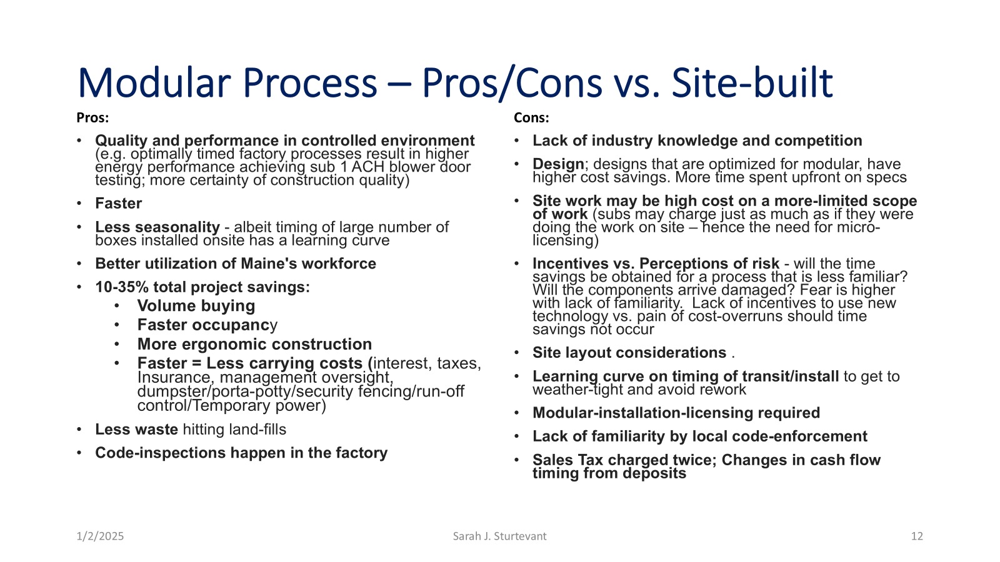 Modular Process – Pros/Cons vs. Site-built
Pros:
• Quality and performance in controlled environment
(e.g. optimally timed factory processes result in higher
energy performance achieving sub 1 ACH blower door
testing; more certainty of construction quality)
• Faster
• Less seasonality - albeit timing of large number of
boxes installed onsite has a learning curve
• Better utilization of Maine's workforce
• 10-35% total project savings:
• Volume buying
• Faster occupancy
• More ergonomic construction
• Faster = Less carrying costs (interest, taxes,
Insurance, management oversight,
dumpster/porta-potty/security fencing/run-off
control/Temporary power)
• Less waste hitting land-fills
• Code-inspections happen in the factory
Cons:
• Lack of industry knowledge and competition
• Design; designs that are optimized for modular, have
higher cost savings. More time spent upfront on specs
• Site work may be high cost on a more-limited scope
of work (subs may charge just as much as if they were
doing the work on site – hence the need for micro-
licensing)
• Incentives vs. Perceptions of risk - will the time
savings be obtained for a process that is less familiar?
Will the components arrive damaged? Fear is higher
with lack of familiarity.  Lack of incentives to use new
technology vs. pain of cost-overruns should time
savings not occur
• Site layout considerations .
• Learning curve on timing of transit/install to get to
weather-tight and avoid rework
• Modular-installation-licensing required
• Lack of familiarity by local code-enforcement
• Sales Tax charged twice; Changes in cash flow
timing from deposits
1/2/2025
Sarah J. Sturtevant
12